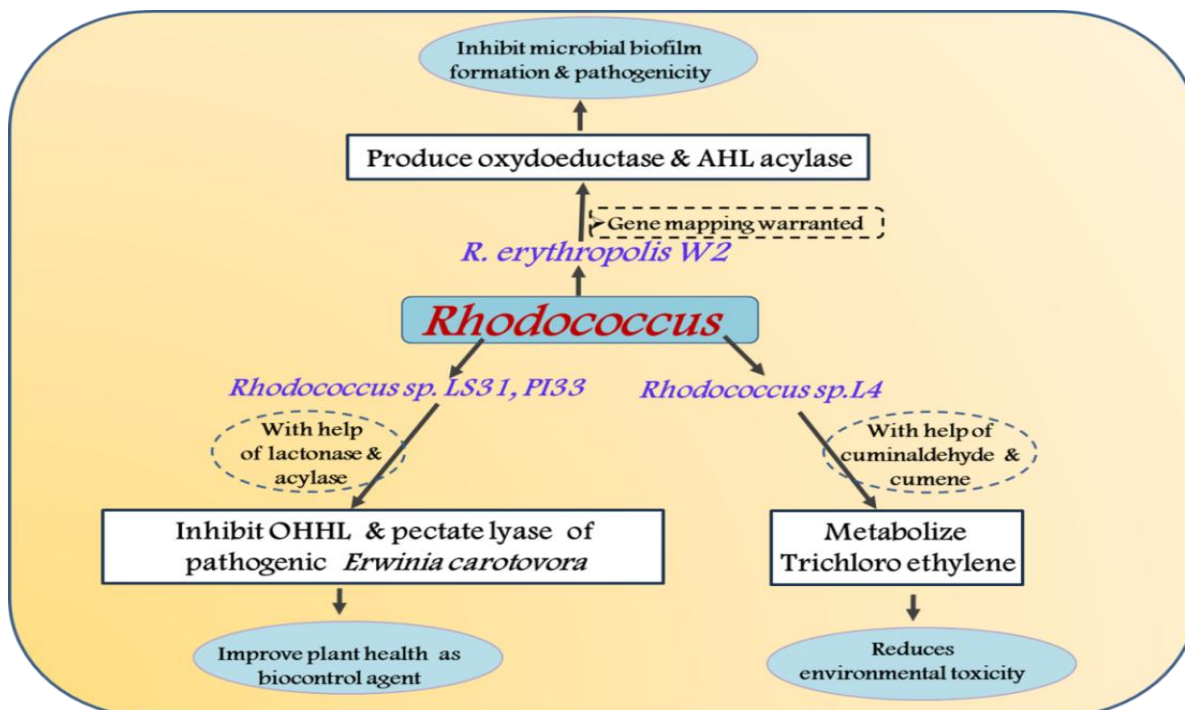 Inhibit microbial biofilm
formation & pathogenicity
Produce oxydoeductase & AHL acylase
➤Gene mapping warranted
R. erythropolis W2
Rhodococcus
Rhodococcus sp. LS31, PI33
Rhodococcus sp.L4
With help
of lactonase &
acylase
With help of
cuminaldehyde &
cumene
Inhibit OHHL & pectate lyase of
pathogenic Erwinia carotovora
Metabolize
Trichloro ethylene
Improve plant health as
biocontrol agent
Reduces
environmental toxicity